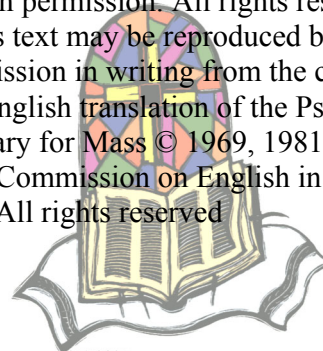 n permission. All rights res
s text may be reproduced b
ission in writing from the c
nglish translation of the Ps
ary for Mass © 1969, 1981
Commission on English in
All rights reserved